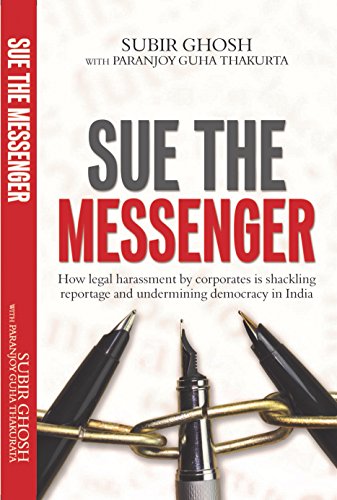 SUE THE MESSENGER
SUBIR GHOSH
WITH PARANJOY GUHA THAKURATA
SUBIR GHOSH
WITH PARANJOY GUHA THAKURTA
SUE THE
MESSENGER
How legal harassment by corporates is shackling
reportage and undermining democracy in India